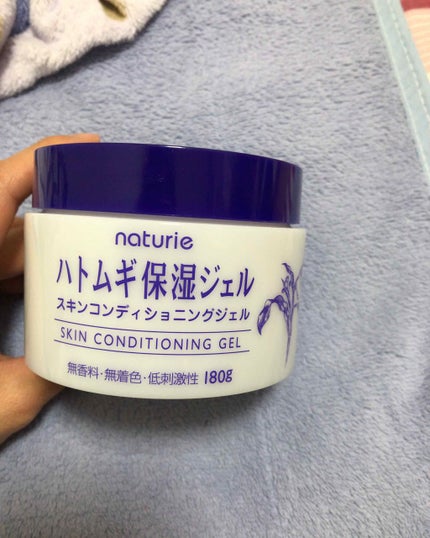 naturie
ハトムギ保湿ジェル
スキンコンディショニングジェル
SKIN CONDITIONING GEL
無香料・無着色・低刺激性 180g